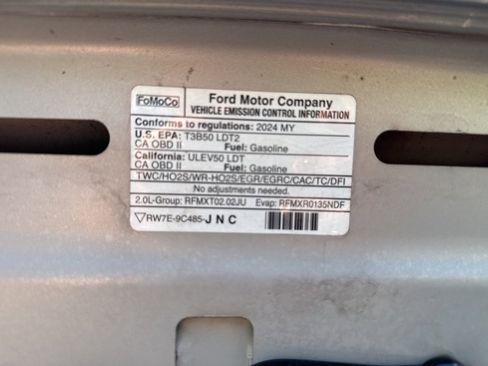 FoMoCo
Ford Motor Company
VEHICLE EMISSION CONTROL INFORMATION
Conforms to regulations: 2024 MY
U.S. EPA: T3B50 LDT2
CA OBD II Fuel: Gasoline
California: ULEV50 LDT
CA OBD II Fuel: Gasoline
TWC/HO2S/WR-HO2S/EGR/EGRC/CAC/TC/DFI
No adjustments needed.
2.0L-Group: RFMXT02.02JU Evap: RFMXR0135NDF
▽RW7E-9C485-JNC